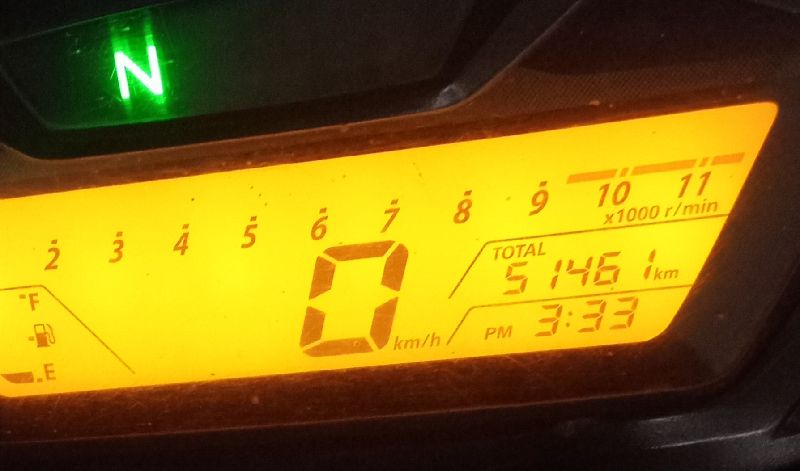 N
2 3 4 5 6 7 8 9 10 11
x1000 r/min
TOTAL
51461 km
F
0 km/h
PM 3:33
E